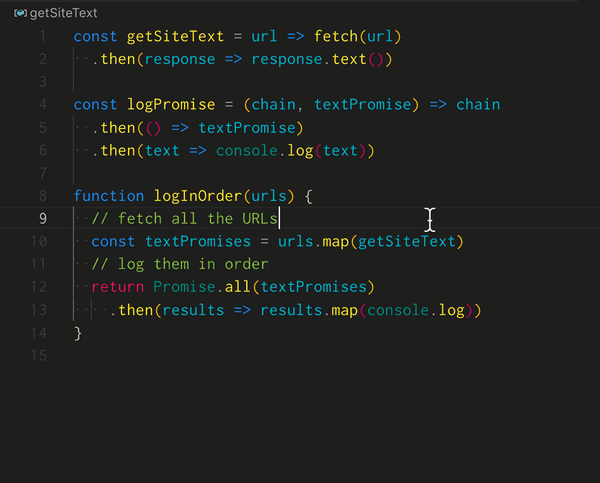 getSiteText
1 const getSiteText = url => fetch(url)
2 .then(response => response.text())
3
4 const logPromise = (chain, textPromise) => chain
5 .then(() => textPromise)
6 .then(text => console.log(text))
7
8 function logInOrder(urls) {
9 // fetch all the URLs
10 const textPromises = urls.map(getSiteText)
11 // log them in order
12 return Promise.all(textPromises)
13 .then(results => results.map(console.log))
14 }
15